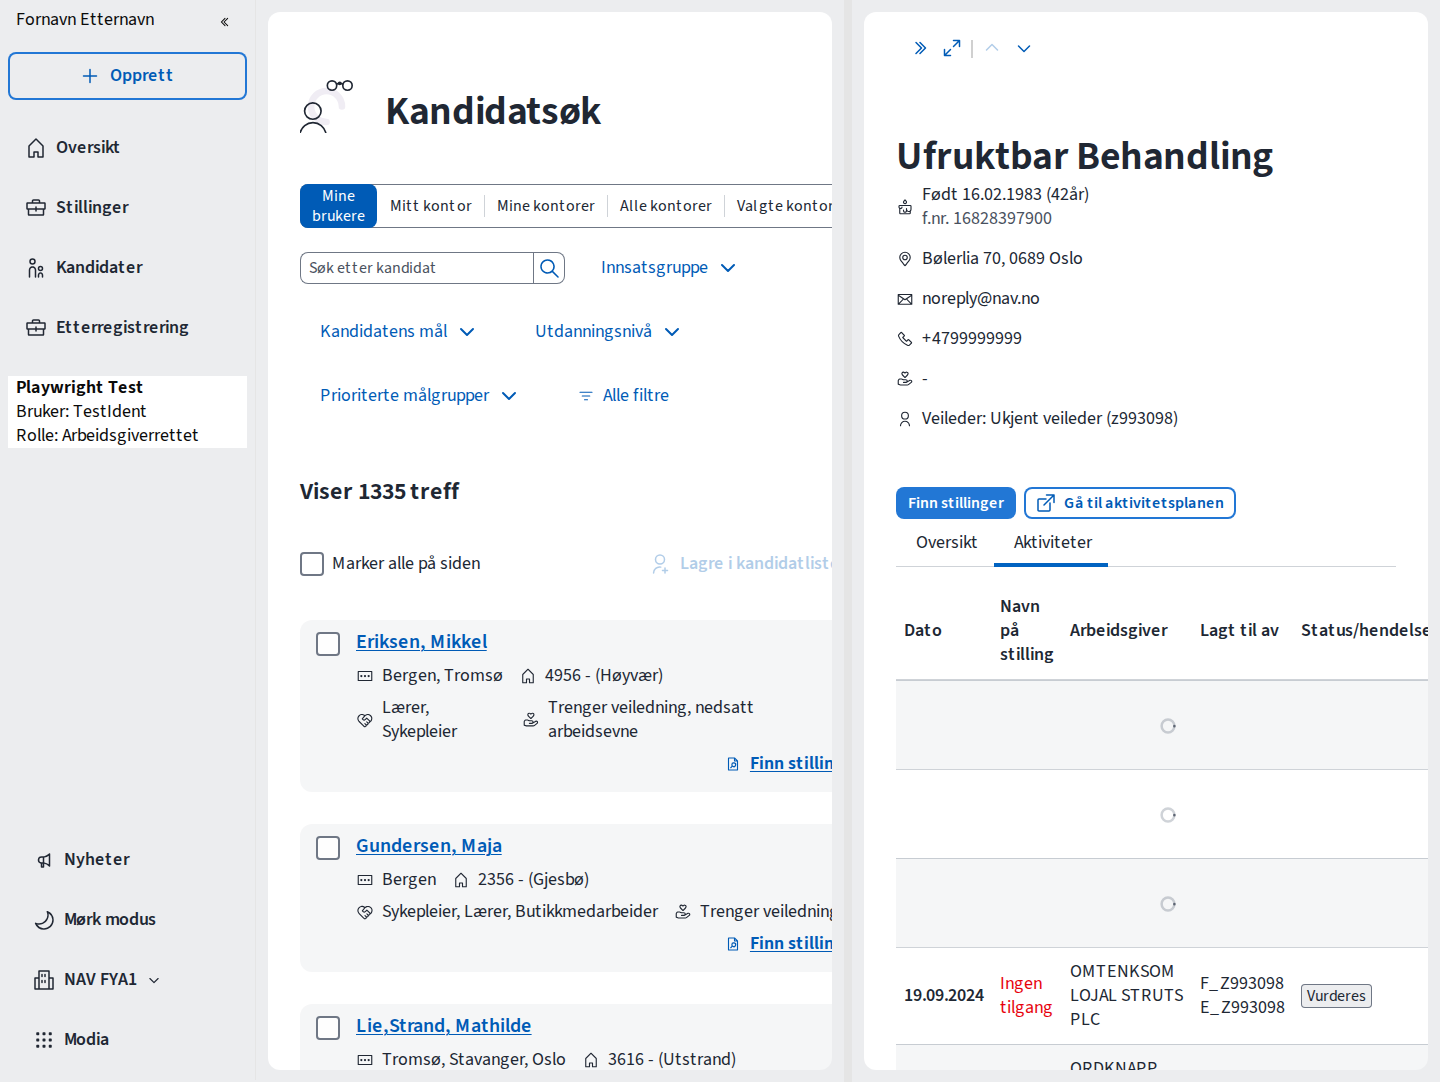 Fornavn Etternavn
Opprett
Oversikt
Stillinger
Kandidater
Etterregistrering
Playwright Test
Bruker: TestIdent
Rolle: Arbeidsgiverrettet
Nyheter
Mørk modus
NAV FYA1
Modia
Kandidatsøk
Mine brukere
Mitt kontor
Mine kontorer
Alle kontorer
Valgte kontor
Søk etter kandidat
Innsatsgruppe
Kandidatens mål
Utdanningsnivå
Prioriterte målgrupper
Alle filtre
Viser 1335 treff
Marker alle på siden
Lagre i kandidatliste
Eriksen, Mikkel
Bergen, Tromsø
4956 - (Høyvær)
Lærer,
Sykepleier
Trenger veiledning, nedsatt
arbeidsevne
Finn stillin
Gundersen, Maja
Bergen
2356 - (Gjesbø)
Sykepleier, Lærer, Butikkmedarbeider
Trenger veiledning
Finn stillin
Lie,Strand, Mathilde
Tromsø, Stavanger, Oslo
3616 - (Utstrand)
Ufruktbar Behandling
Født 16.02.1983 (42år)
f.nr. 16828397900
Bølerlia 70, 0689 Oslo
noreply@nav.no
+4799999999
-
Veileder: Ukjent veileder (z993098)
Finn stillinger
Gå til aktivitetsplanen
Oversikt
Aktiviteter
Dato
Navn
på
stilling
Arbeidsgiver
Lagt til av
Status/hendelse
19.09.2024
Ingen
tilgang
OMTENKSOM
LOJAL STRUTS
PLC
F_Z993098
E_Z993098
Vurderes
ORDKNAPP